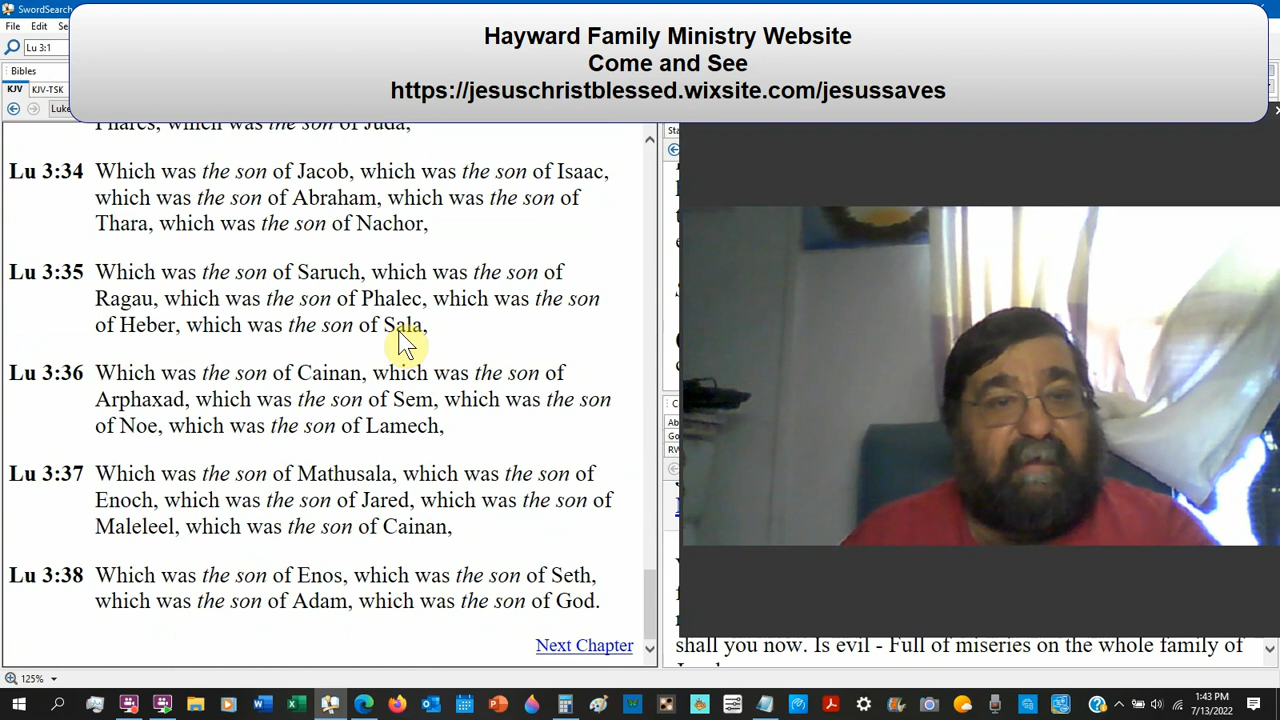 SwordSearch
Hayward Family Ministry Website
Come and See
https://jesuschristblessed.wixsite.com/jesussaves
File Edit Se
Lu 3:1
Bibles
KJV KJV-TSK
Luke
Phares, which was the son of Juda,
Lu 3:34 Which was the son of Jacob, which was the son of Isaac,
which was the son of Abraham, which was the son of
Thara, which was the son of Nachor,
Lu 3:35 Which was the son of Saruch, which was the son of
Ragau, which was the son of Phalec, which was the son
of Heber, which was the son of Sala,
Lu 3:36 Which was the son of Cainan, which was the son of
Arphaxad, which was the son of Sem, which was the son
of Noe, which was the son of Lamech,
Lu 3:37 Which was the son of Mathusala, which was the son of
Enoch, which was the son of Jared, which was the son of
Maleleel, which was the son of Cainan,
Lu 3:38 Which was the son of Enos, which was the son of Seth,
which was the son of Adam, which was the son of God.
Next Chapter
Sta
Ab
Go
RW
shall you now. Is evil - Full of miseries on the whole family of
125%
1:43 PM
7/13/2022